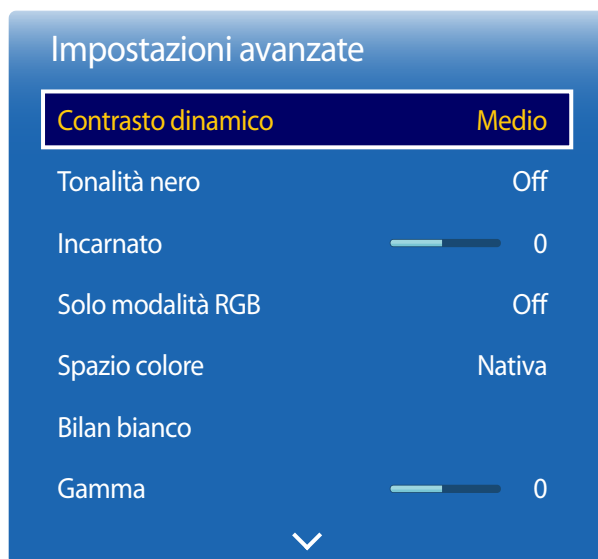 Impostazioni avanzate
Contrasto dinamico Medio
Tonalità nero Off
Incarnato 0
Solo modalità RGB Off
Spazio colore Nativa
Bilan bianco
Gamma 0